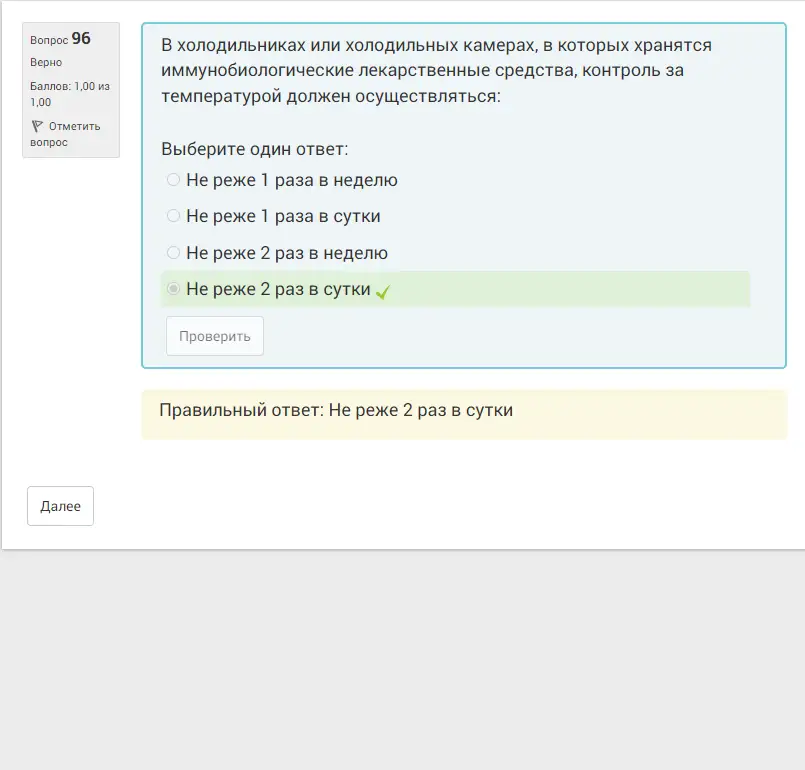 Вопрос 96
Верно
Баллов: 1,00 из
1,00
Отметить
вопрос
В холодильниках или холодильных камерах, в которых хранятся
иммунобиологические лекарственные средства, контроль за
температурой должен осуществляться:
Выберите один ответ:
Не реже 1 раза в неделю
Не реже 1 раза в сутки
Не реже 2 раз в неделю
Не реже 2 раз в сутки
Проверить
Правильный ответ: Не реже 2 раз в сутки
Далее